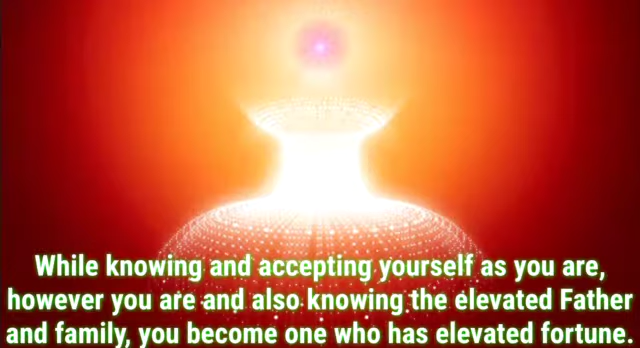 While knowing and accepting yourself as you are,
however you are and also knowing the elevated Father
and family, you become one who has elevated fortune.